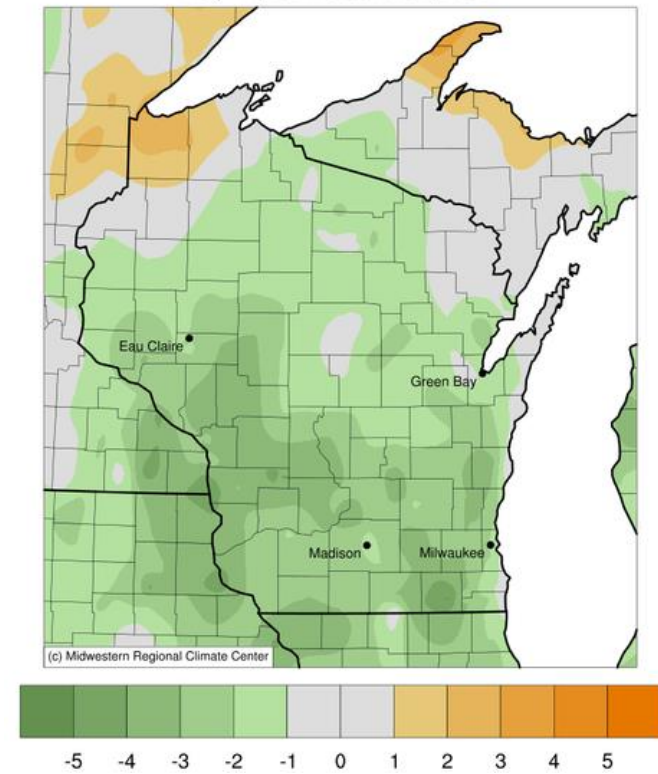 Eau Claire
Green Bay
Madison
Milwaukee
(c) Midwestern Regional Climate Center
-5 -4 -3 -2 -1 0 1 2 3 4 5